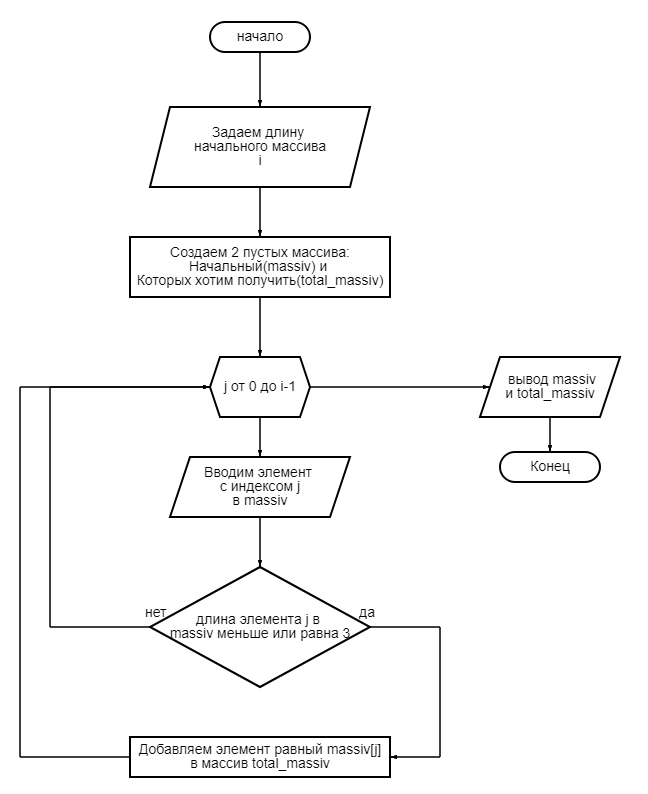 начало
Задаем длину
начального массива
i
Создаем 2 пустых массива:
Начальный(massiv) и
Которых хотим получить(total_massiv)
j от 0 до i-1
вывод massiv
и total_massiv
Конец
Вводим элемент
с индексом j
в massiv
нет
да
длина элемента j в
massiv меньше или равна 3
Добавляем элемент равный massiv[j]
в массив total_massiv